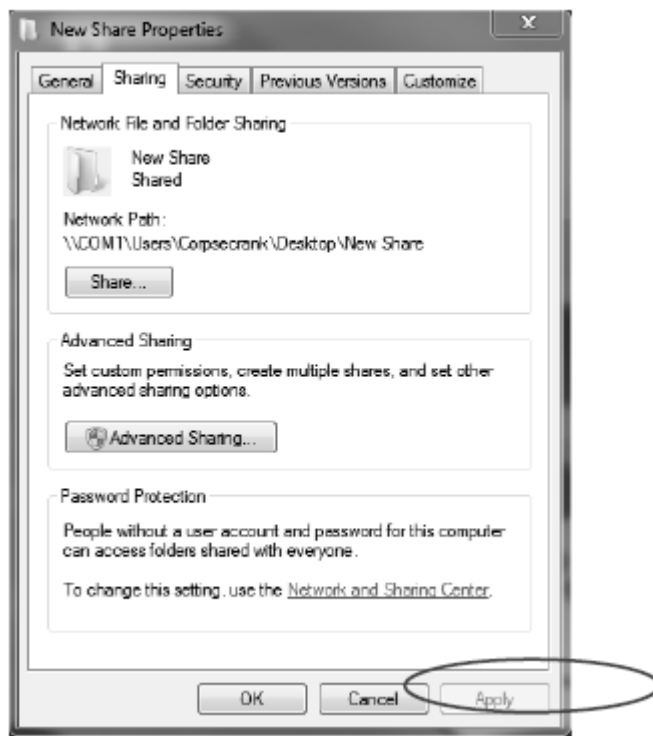 New Share Properties
x
General Sharing Security Previous Versions Customize
Network File and Folder Sharing
New Share
Shared
Network Path:
\\COM1\Users\Corpsecrank\Desktop\New Share
Share...
Advanced Sharing
Set custom permissions, create multiple shares, and set other
advanced sharing options.
Advanced Sharing...
Password Protection
People without a user account and password for this computer
can access folders shared with everyone.
To change this setting, use the Network and Sharing Center.
OK Cancel Apply